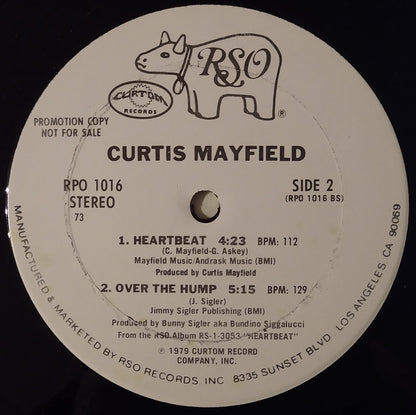 RSO
®
CURTOM
RECORDS
PROMOTION COPY
NOT FOR SALE
CURTIS MAYFIELD
RPO 1016
STEREO
73
SIDE 2
(RPO 1016 BS)
1. HEARTBEAT 4:23 BPM: 112
(C. Mayfield-G. Askey)
Mayfield Music/Andrask Music (BMI)
Produced by Curtis Mayfield
2. OVER THE HUMP 5:15 BPM: 129
(J. Sigler)
Jimmy Sigler Publishing (BMI)
Produced by Bunny Sigler aka Bundino Siggalucci
From the RSO Album RS-1-3053 "HEARTBEAT"
℗ 1979 CURTOM RECORD
COMPANY, INC.
MANUFACTURED & MARKETED BY RSO RECORDS INC 8335 SUNSET BLVD. LOS ANGELES, CA 90069